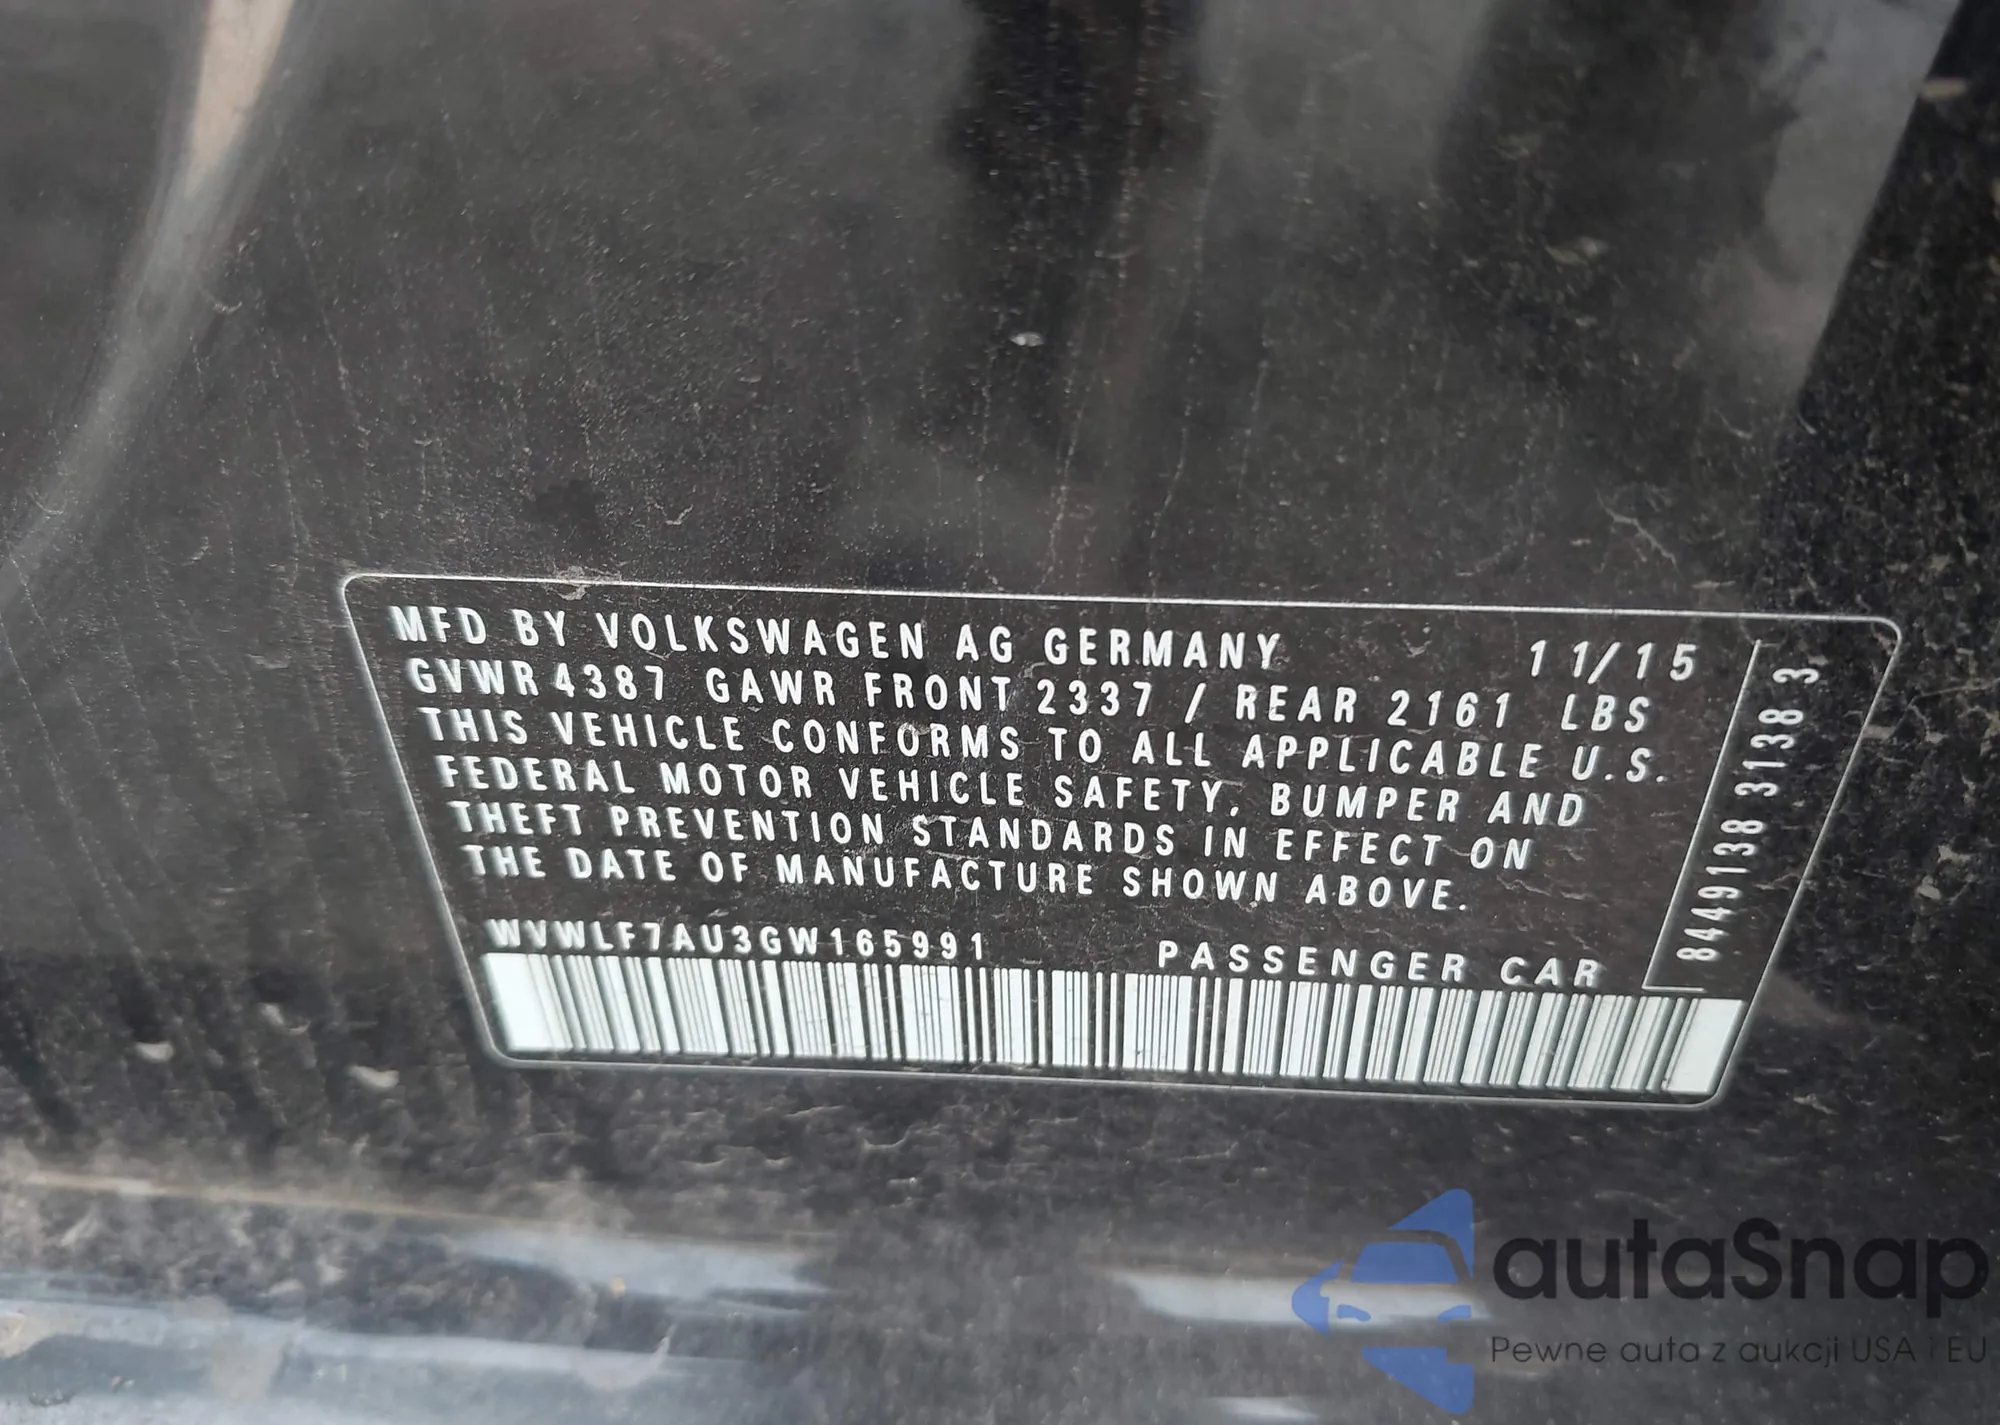 MFD BY VOLKSWAGEN AG GERMANY 11/15
GVWR 4387 GAWR FRONT 2337 / REAR 2161 LBS
THIS VEHICLE CONFORMS TO ALL APPLICABLE U.S.
FEDERAL MOTOR VEHICLE SAFETY, BUMPER AND
THEFT PREVENTION STANDARDS IN EFFECT ON
THE DATE OF MANUFACTURE SHOWN ABOVE.
WVWLF7AU3GW165991 PASSENGER CAR
8449138 3138 3
autaSnap
Pewne auta z aukcji USA i EU